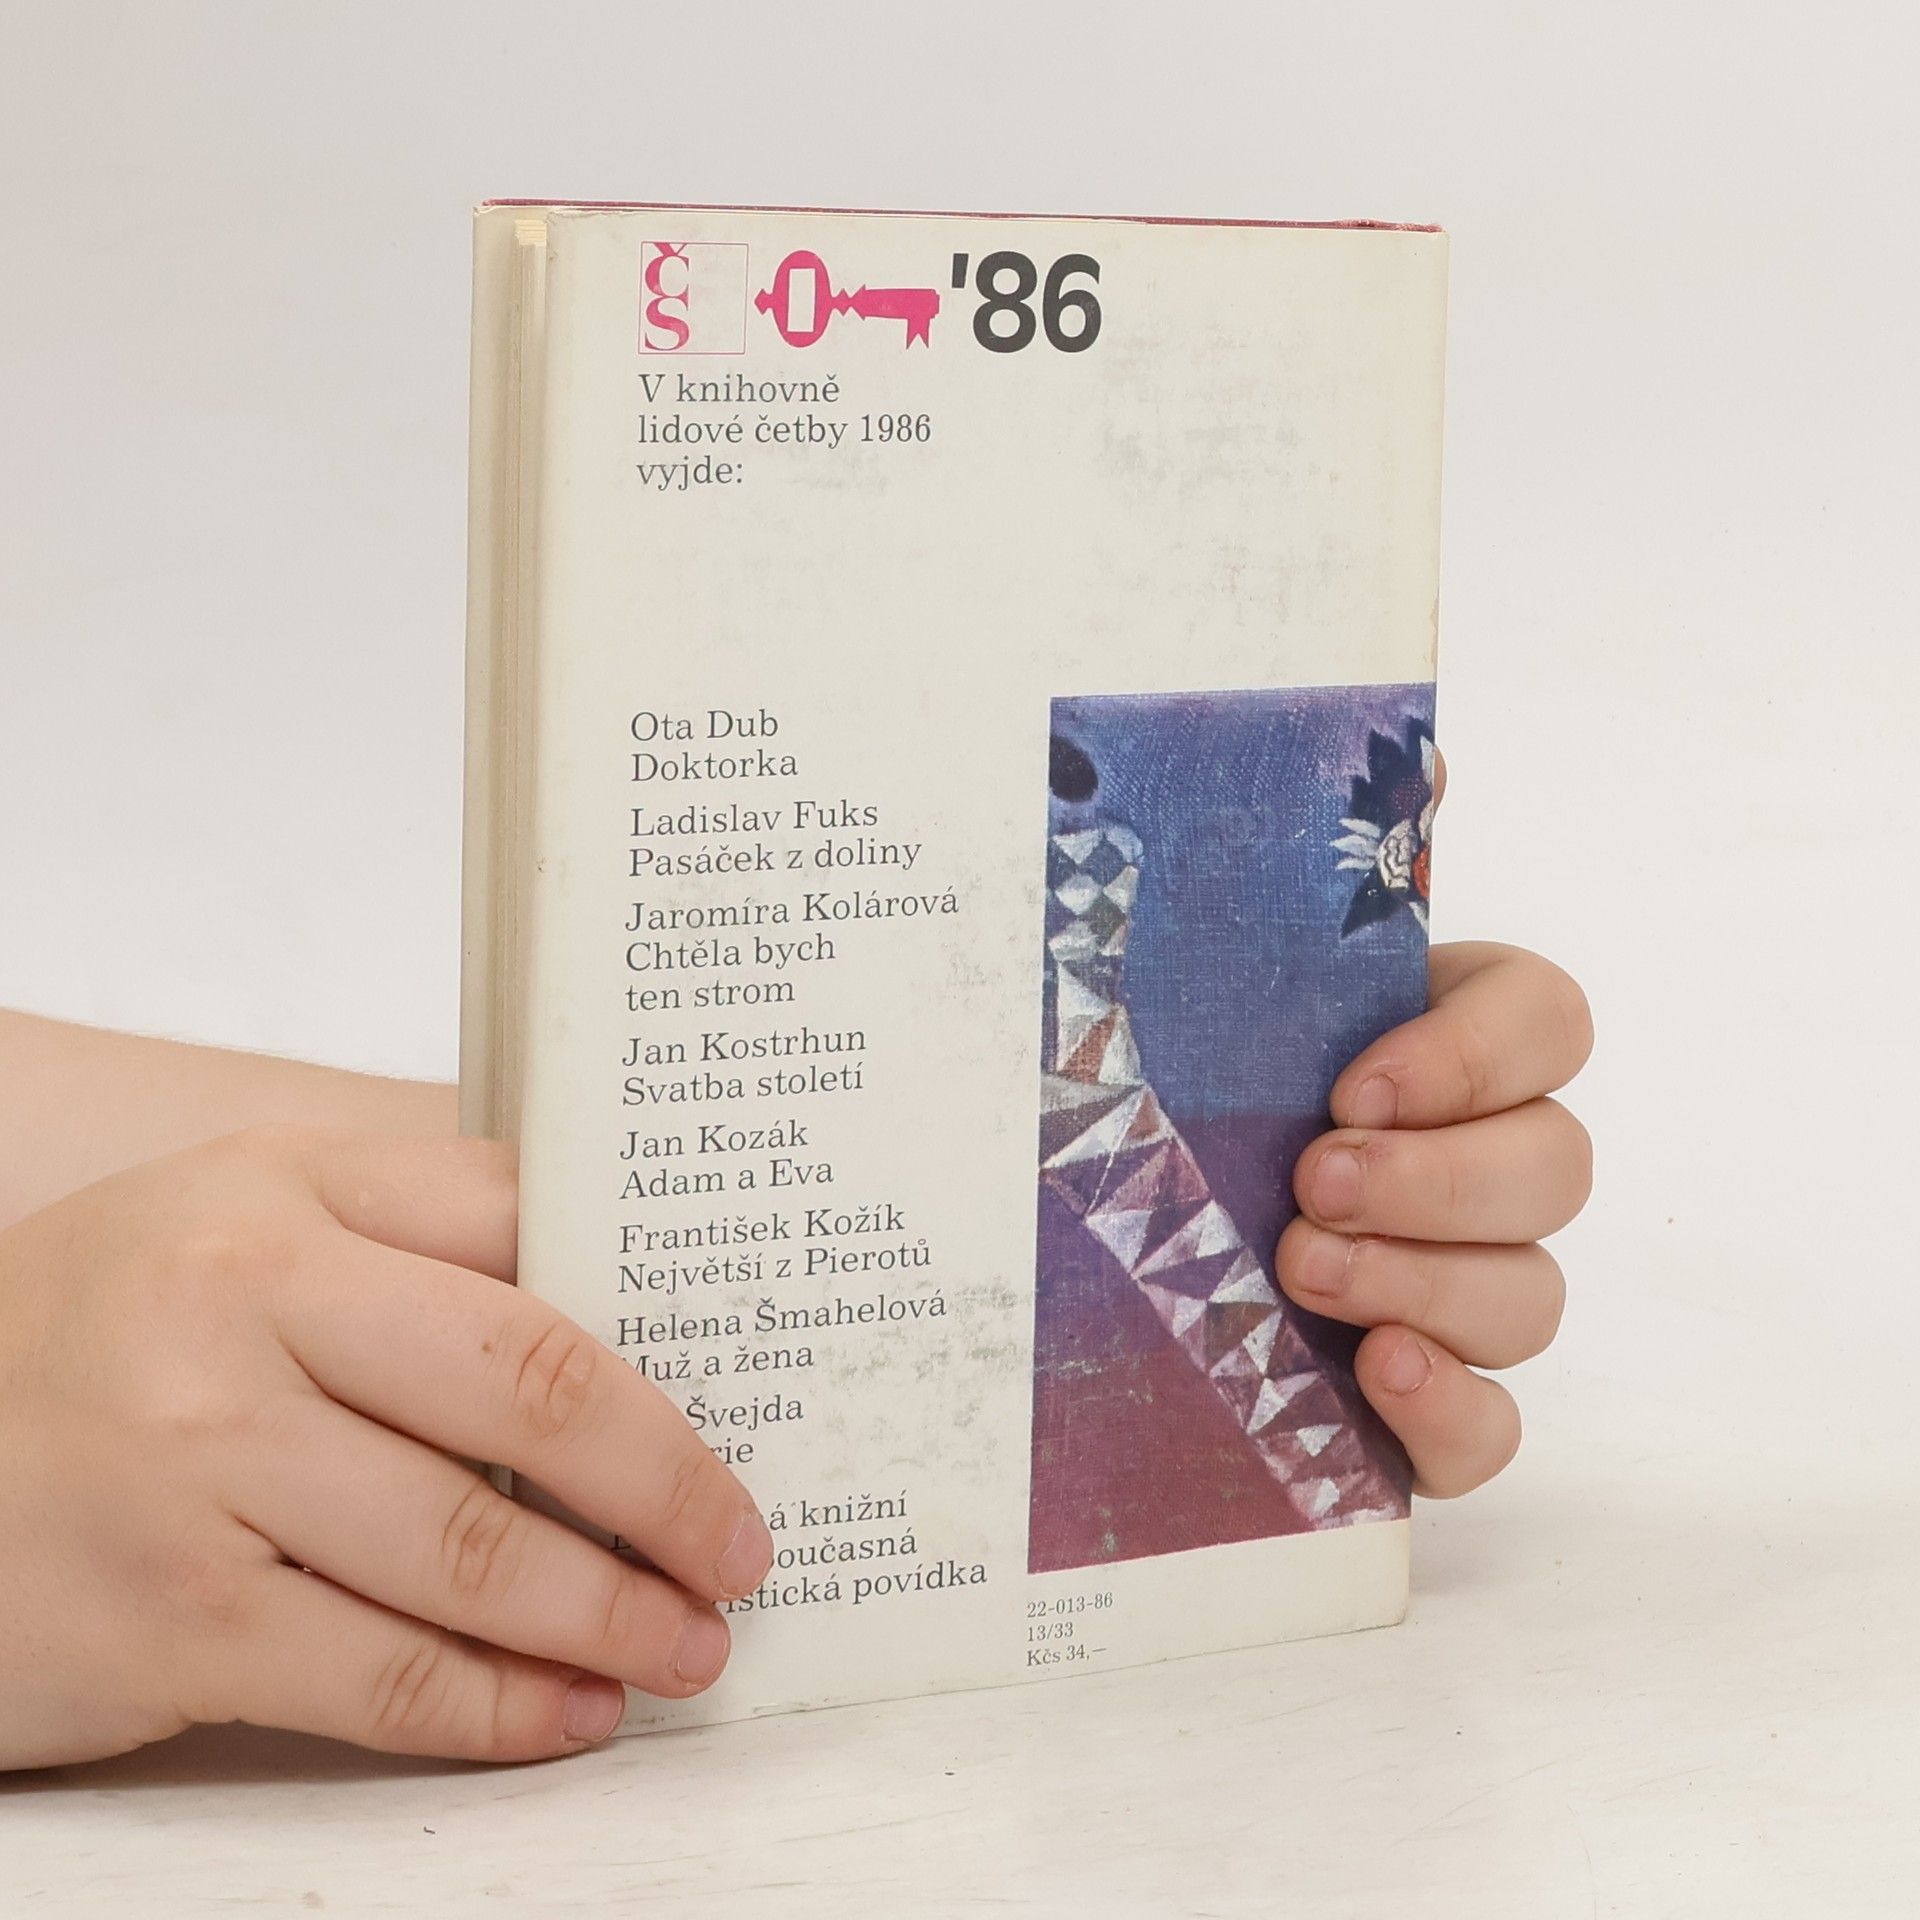 Č
S
'86
V knihovně
lidové četby 1986
vyjde:
Ota Dub
Doktorka
Ladislav Fuks
Pasáček z doliny
Jaromíra Kolárová
Chtěla bych
ten strom
Jan Kostrhun
Svatba století
Jan Kozák
Adam a Eva
František Kožík
Největší z Pierotů
Helena Šmahelová
Muž a žena
Švejda
knižní
současná
povídka
22-013-86
13/33
Kčs 34,—